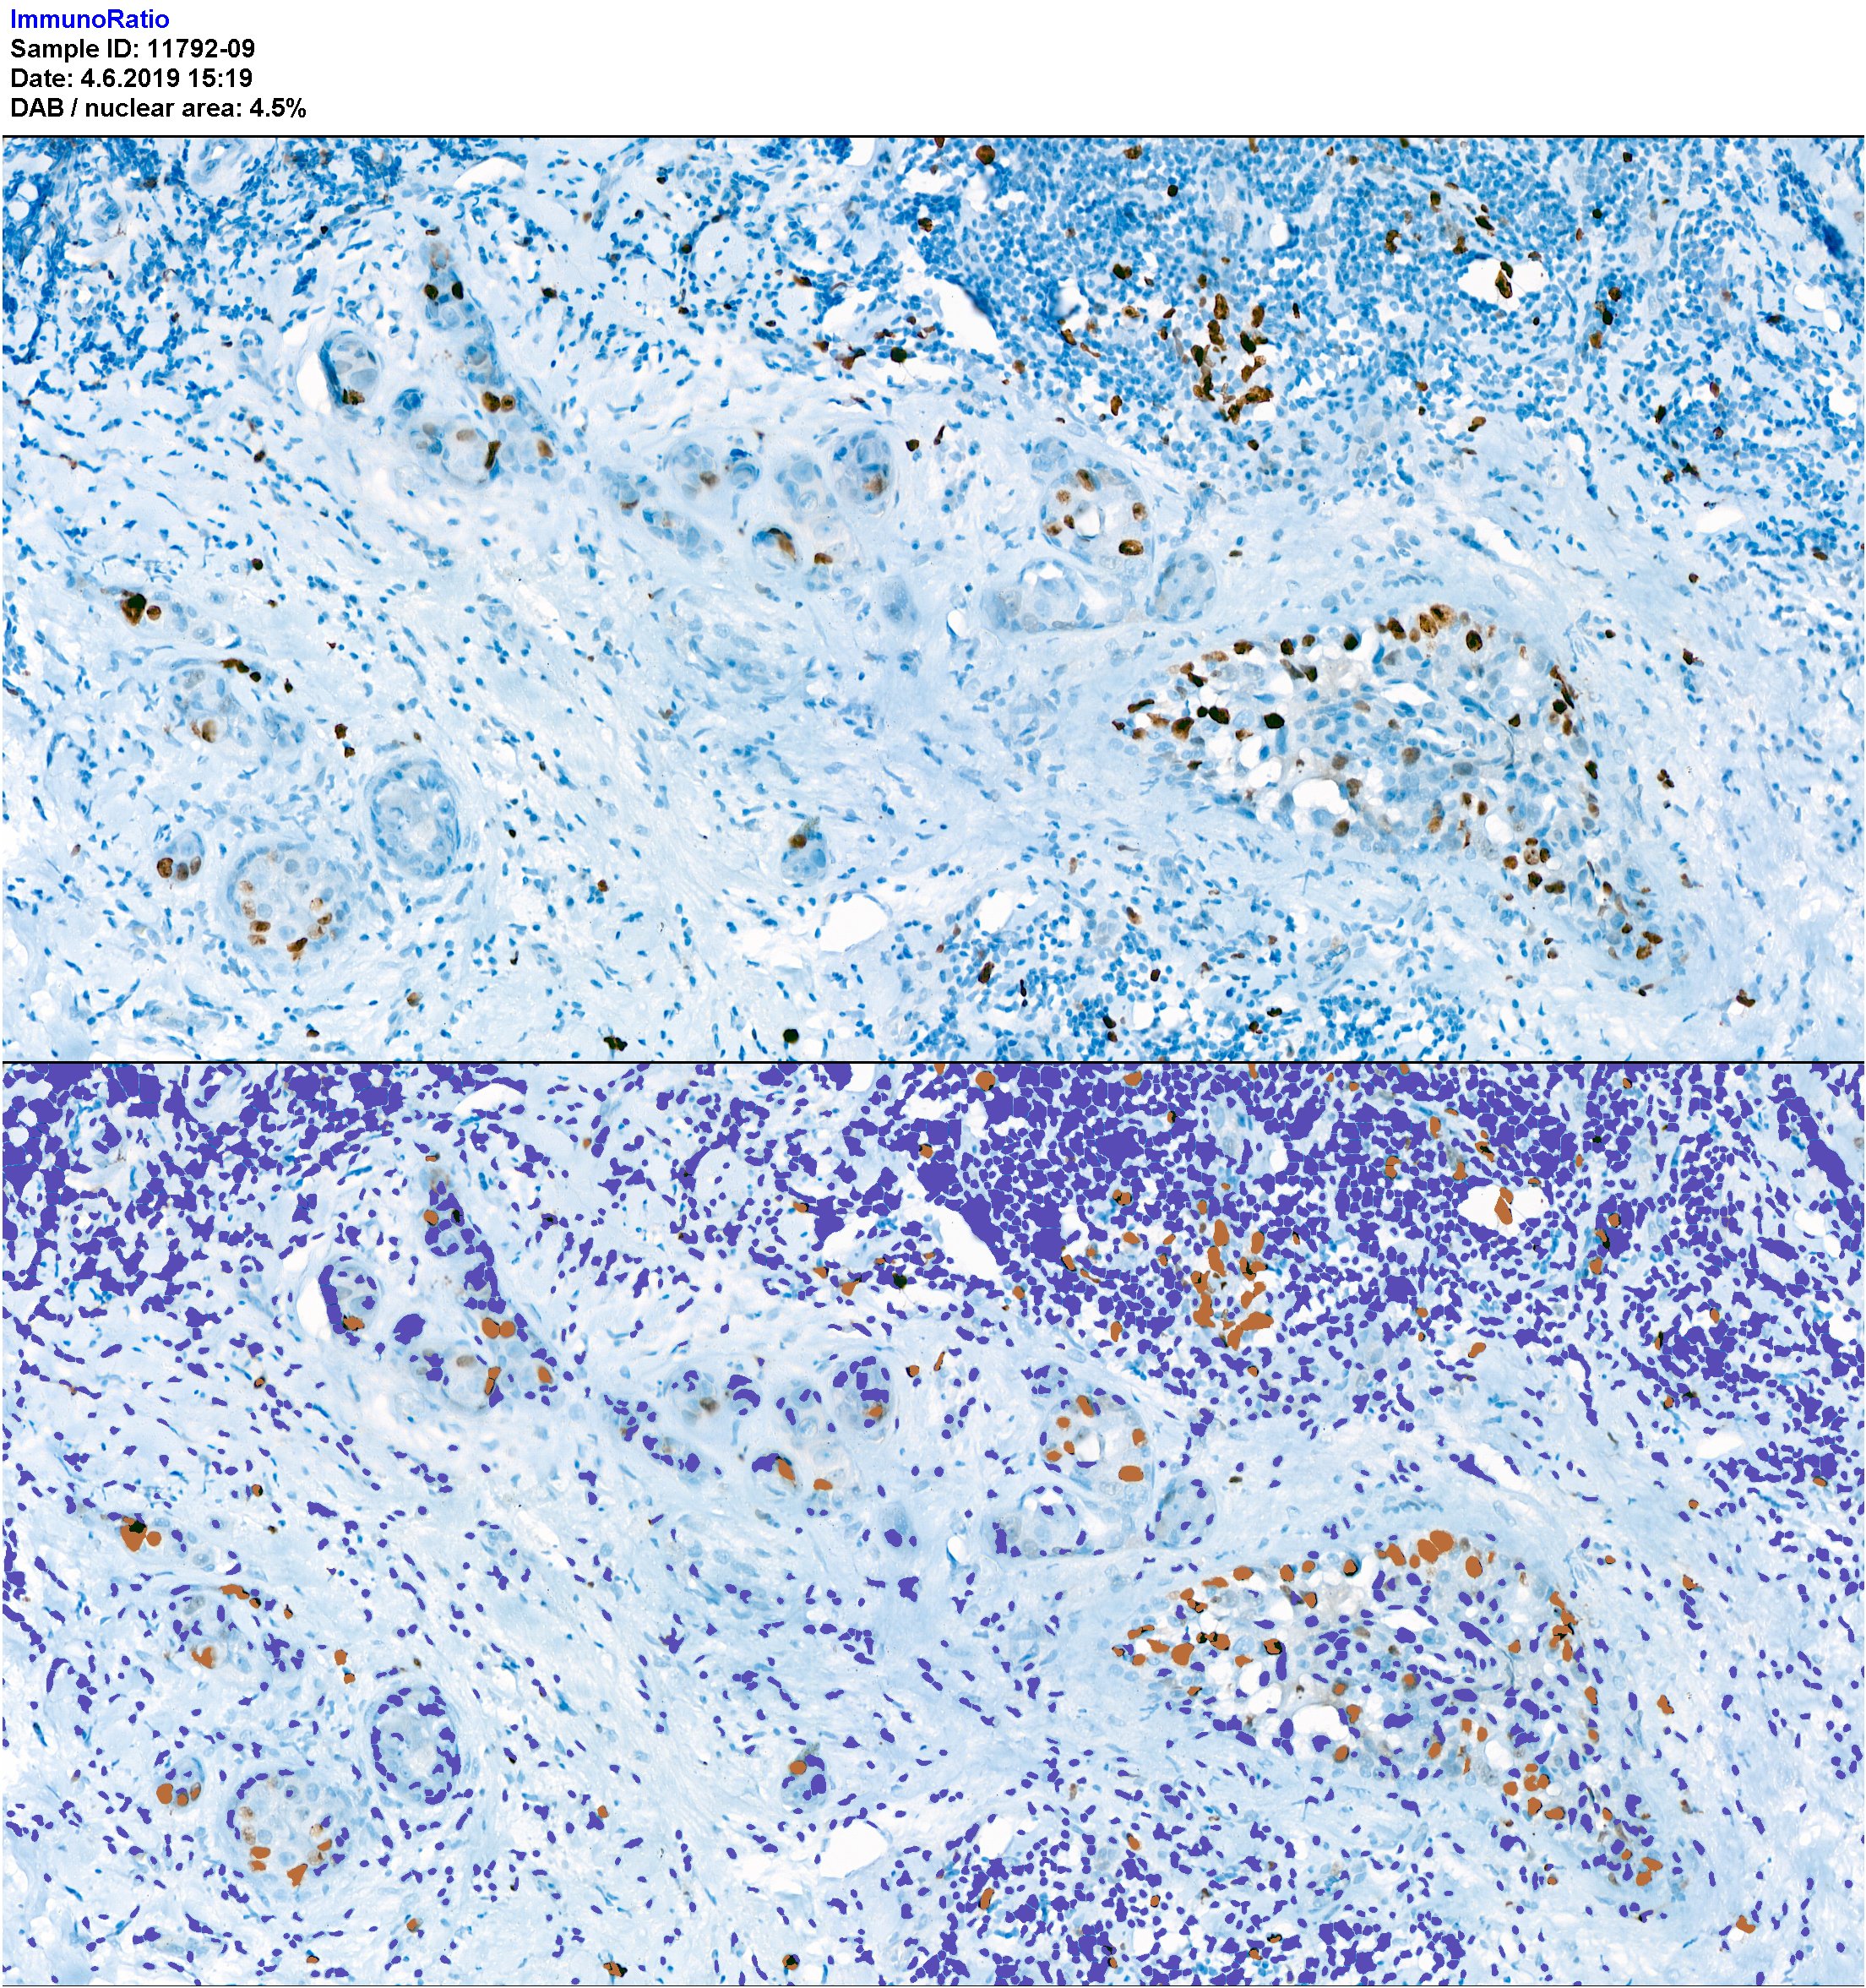 ImmunoRatio
Sample ID: 11792-09
Date: 4.6.2019 15:19
DAB / nuclear area: 4.5%